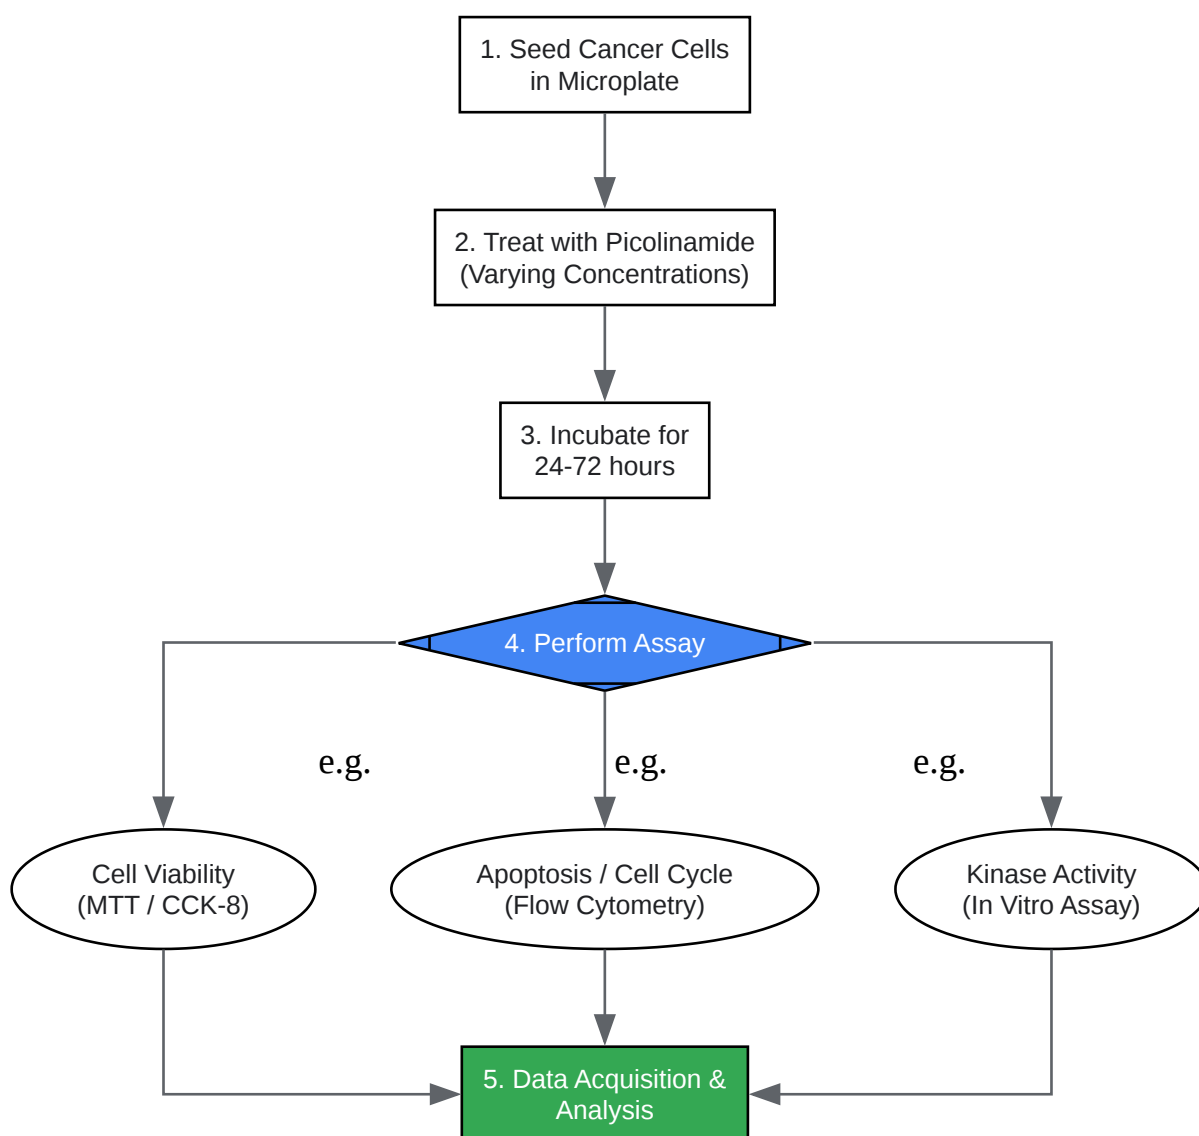 1. Seed Cancer Cells
in Microplate
2. Treat with Picolinamide
(Varying Concentrations)
3. Incubate for
24-72 hours
4. Perform Assay
e.g.
e.g.
e.g.
Cell Viability
(MTT / CCK-8)
Apoptosis / Cell Cycle
(Flow Cytometry)
Kinase Activity
(In Vitro Assay)
5. Data Acquisition &
Analysis